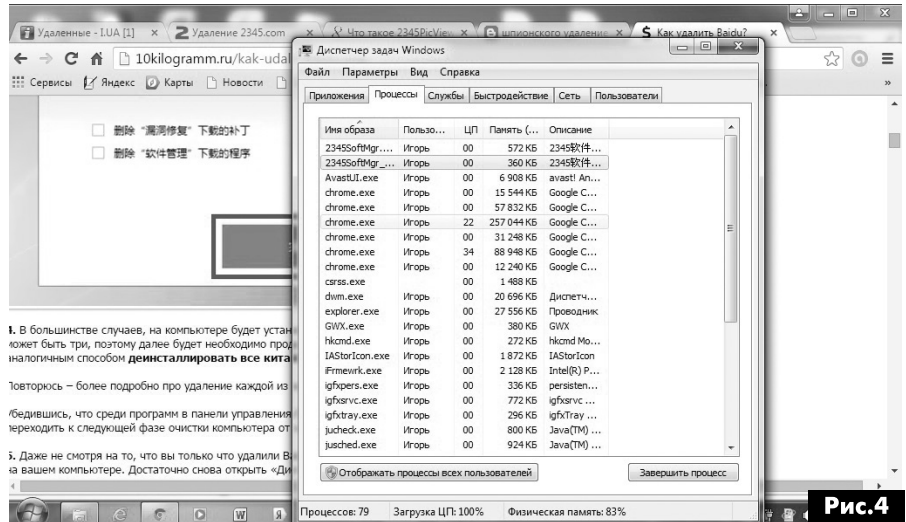 Удаленные - I.UA [1]
Удаление 2345.com
Что такое 2345PicVie
шпионского удаление
Как удалить Baidu?
10kilogramm.ru/kak-udal
Сервисы Яндекс Карты Новости
删除 "漏洞修复" 下载的补丁
删除 "软件管理" 下载的程序
4. В большинстве случаев, на компьютере будет устан
может быть три, поэтому далее будет необходимо прод
аналогичным способом деинсталлировать все кита
Повторюсь – более подробно про удаление каждой из
Убедившись, что среди программ в панели управления
переходить к следующей фазе очистки компьютера от
5. Даже не смотря на то, что вы только что удалили B
на вашем компьютере. Достаточно снова открыть «Ди
Диспетчер задач Windows
Файл Параметры Вид Справка
Приложения Процессы Службы Быстродействие Сеть Пользователи
Имя образа Пользо... ЦП Память (... Описание
2345SoftMgr.... Игорь 00 572 КБ 2345软件...
2345SoftMgr_... Игорь 00 360 КБ 2345软件...
AvastUI.exe Игорь 00 6 908 КБ avast! An...
chrome.exe Игорь 00 15 544 КБ Google C...
chrome.exe Игорь 00 57 832 КБ Google C...
chrome.exe Игорь 22 257 044 КБ Google C...
chrome.exe Игорь 00 31 248 КБ Google C...
chrome.exe Игорь 34 88 948 КБ Google C...
chrome.exe Игорь 00 12 240 КБ Google C...
csrss.exe 00 1 488 КБ
dwm.exe Игорь 00 20 696 КБ Диспетч...
explorer.exe Игорь 00 27 556 КБ Проводник
GWX.exe Игорь 00 380 КБ GWX
hkcmd.exe Игорь 00 272 КБ hkcmd Mo...
IAStorIcon.exe Игорь 00 1 872 КБ IAStorIcon
iFrmewrk.exe Игорь 00 2 128 КБ Intel(R) P...
igfxpers.exe Игорь 00 336 КБ persisten...
igfxsrvc.exe Игорь 00 772 КБ igfxsrvc ...
igfxtray.exe Игорь 00 296 КБ igfxTray ...
jucheck.exe Игорь 00 800 КБ Java(TM) ...
jusched.exe Игорь 00 924 КБ Java(TM) ...
Отображать процессы всех пользователей Завершить процесс
Процессов: 79 Загрузка ЦП: 100% Физическая память: 83%
Рис.4